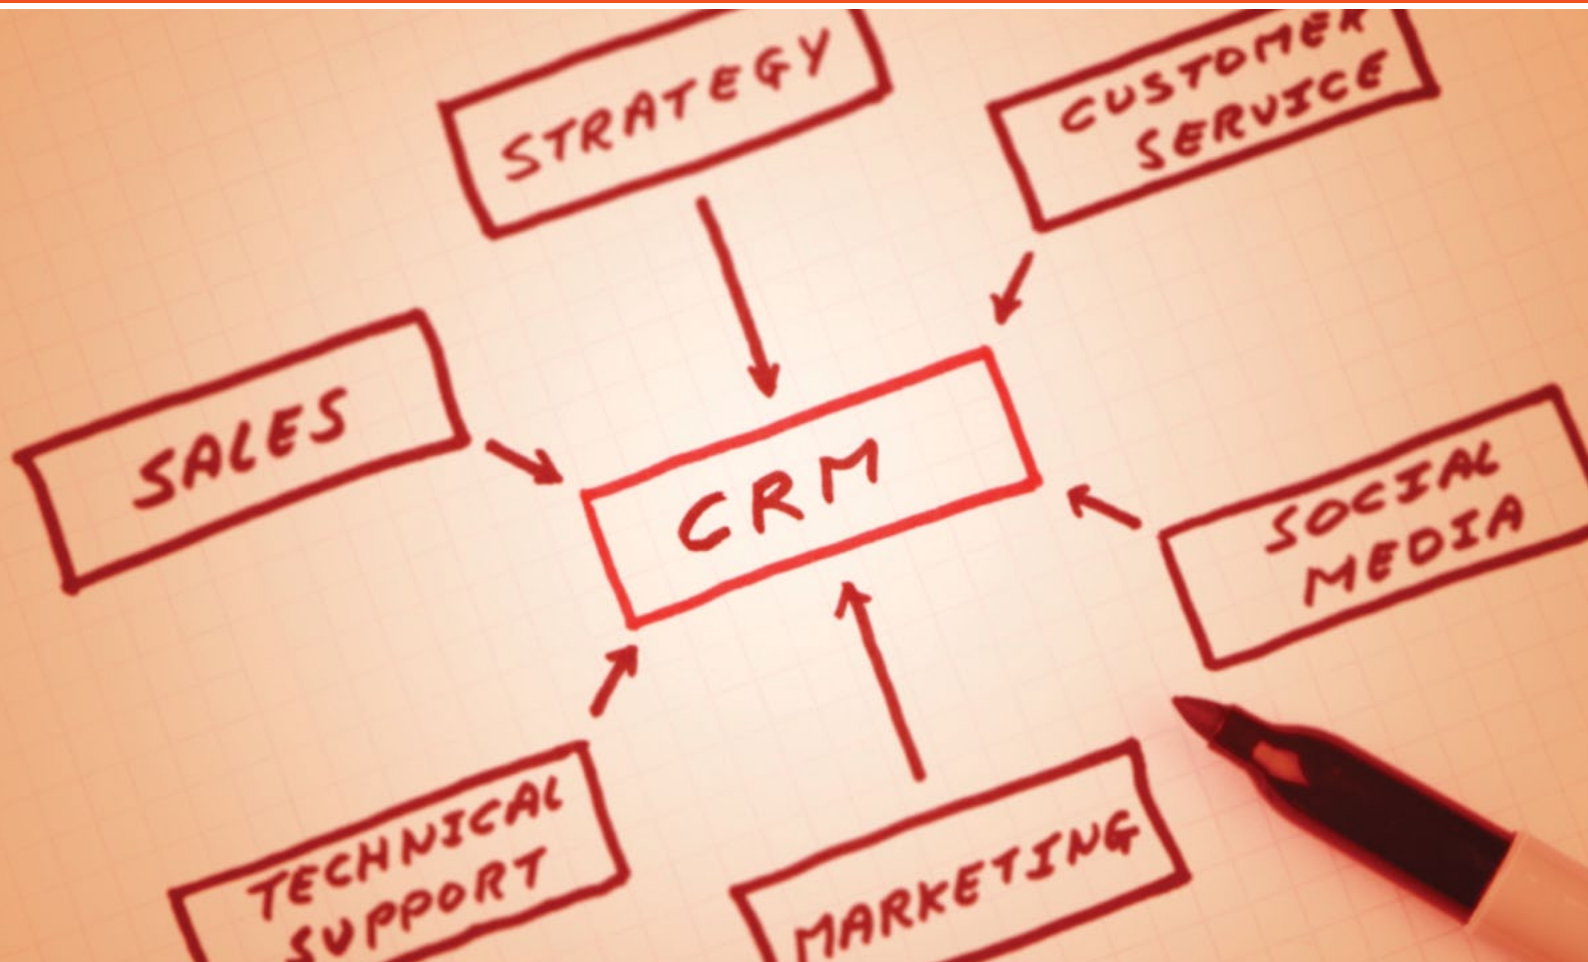 STRATEGY
CUSTOMER
SERVICE
SALES
CRM
SOCIAL
MEDIA
TECHNICAL
SUPPORT
MARKETING